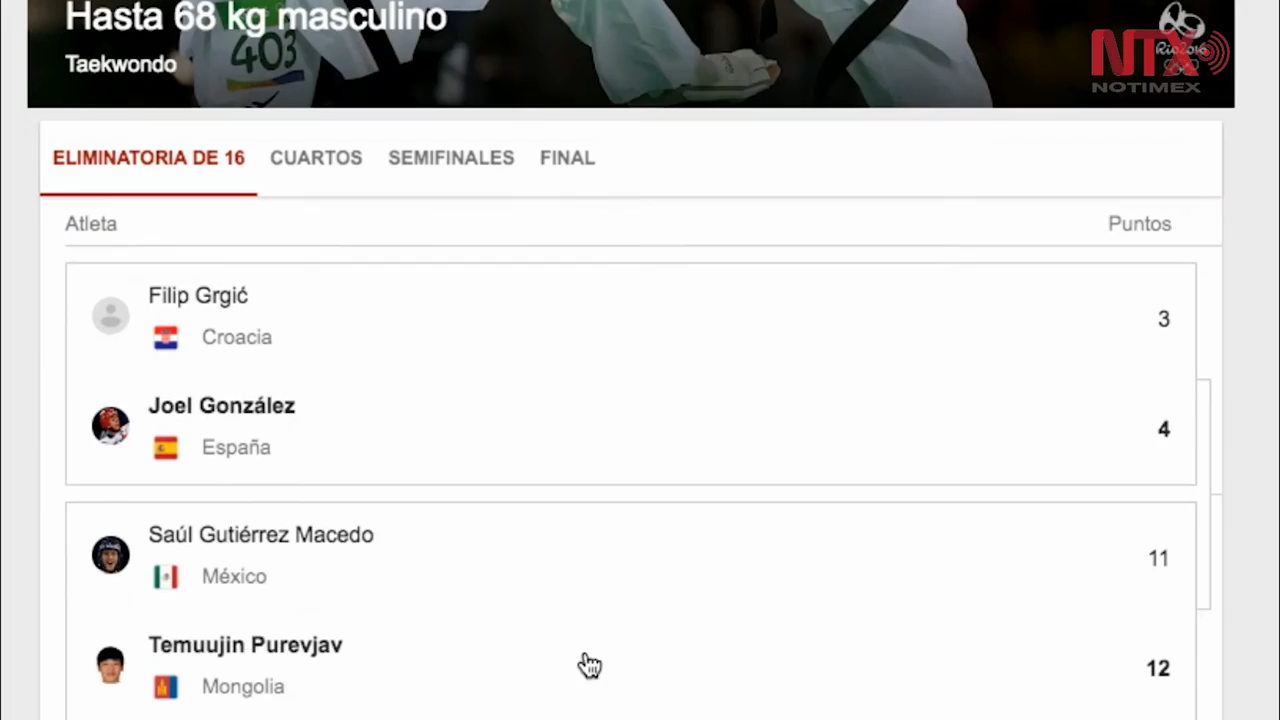 Hasta 68 kg masculino
Taekwondo
403
NTX
NOTIMEX
Rio2016
ELIMINATORIA DE 16 CUARTOS SEMIFINALES FINAL
Atleta Puntos
Filip Grgić
3
Croacia
Joel González
4
España
Saúl Gutiérrez Macedo
11
México
Temuujin Purevjav
12
Mongolia